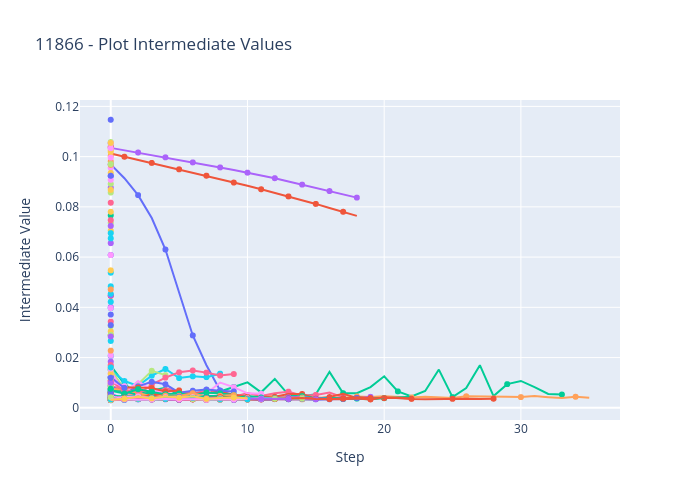 11866 - Plot Intermediate Values
0.12
0.1
0.08
0.06
0.04
0.02
0
0 10 20 30
Intermediate Value
Step